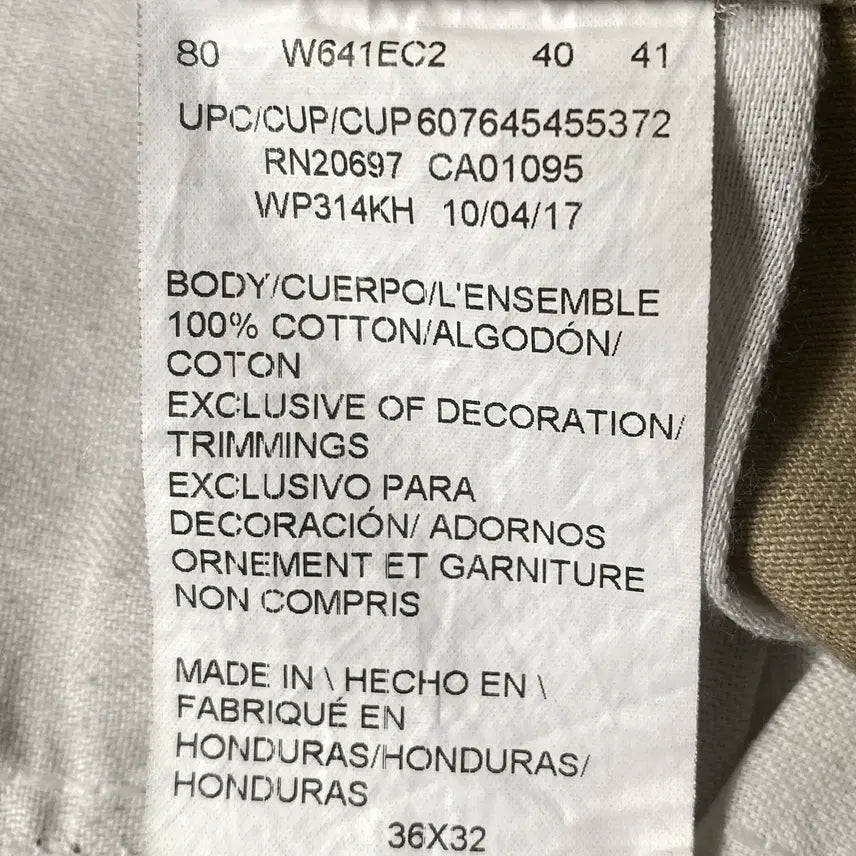 80 W641EC2 40 41
UPC/CUP/CUP 607645455372
RN20697 CA01095
WP314KH 10/04/17
BODY/CUERPO/L'ENSEMBLE
100% COTTON/ALGODÓN/
COTON
EXCLUSIVE OF DECORATION/
TRIMMINGS
EXCLUSIVO PARA
DECORACIÓN/ ADORNOS
ORNEMENT ET GARNITURE
NON COMPRIS
MADE IN \ HECHO EN \
FABRIQUÉ EN
HONDURAS/HONDURAS/
HONDURAS
36X32